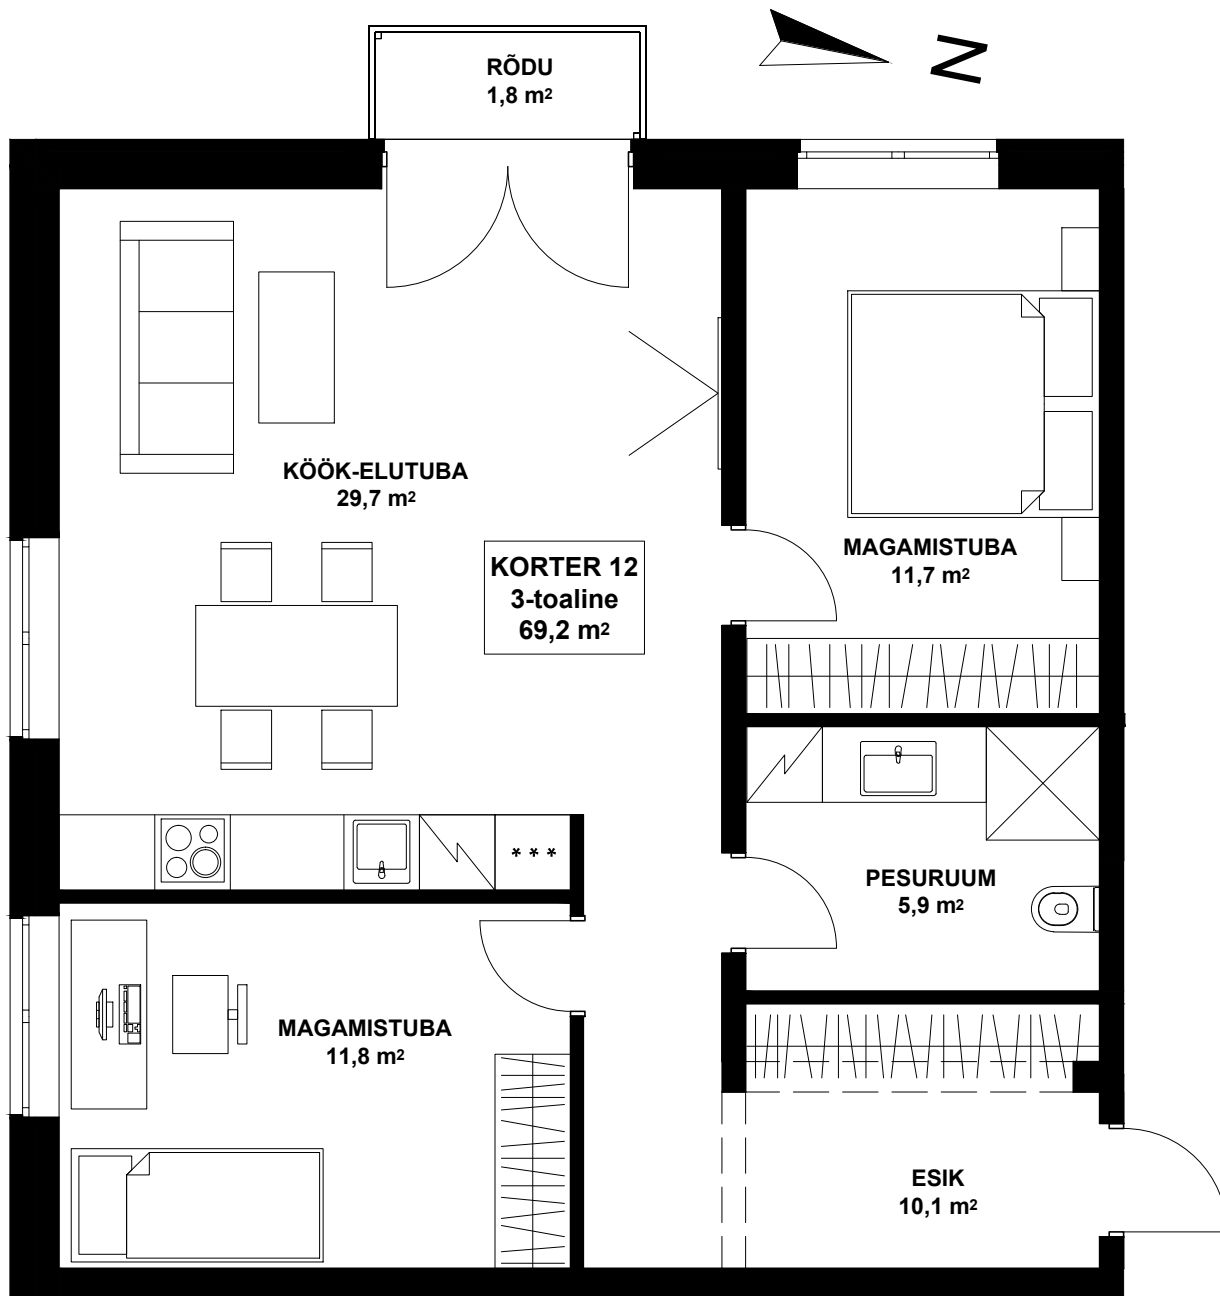 RÕDU
1,8 m²
N
KÖÖK-ELUTUBA
29,7 m²
KORTER 12
3-toaline
69,2 m²
MAGAMISTUBA
11,7 m²
***
PESURUUM
5,9 m²
MAGAMISTUBA
11,8 m²
ESIK
10,1 m²